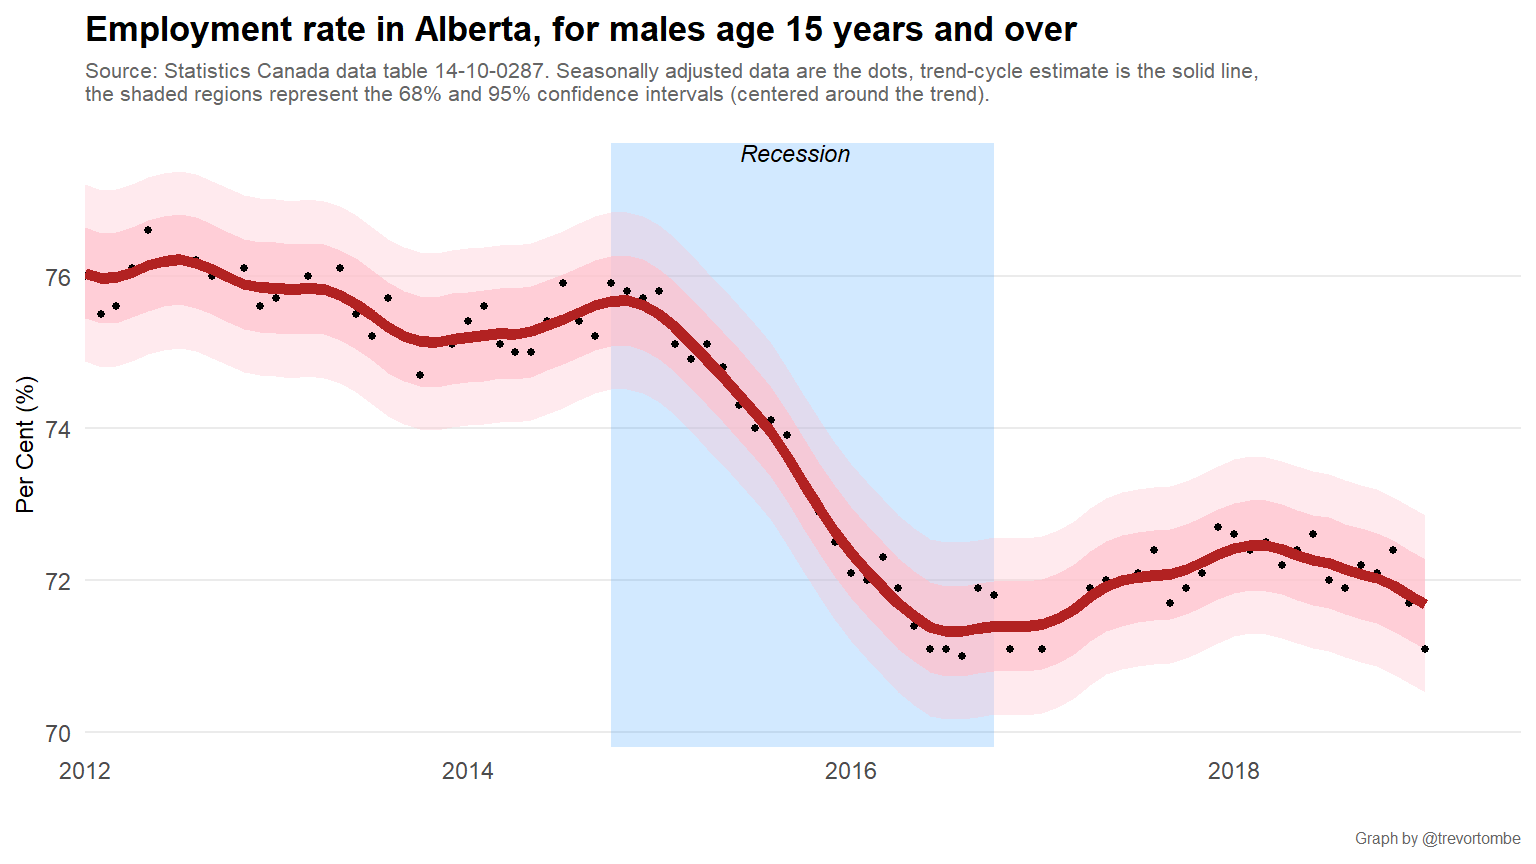 Employment rate in Alberta, for males age 15 years and over
Source: Statistics Canada data table 14-10-0287. Seasonally adjusted data are the dots, trend-cycle estimate is the solid line,
the shaded regions represent the 68% and 95% confidence intervals (centered around the trend).
Recession
Per Cent (%)
76
74
72
70
2012 2014 2016 2018
Graph by @trevortombe